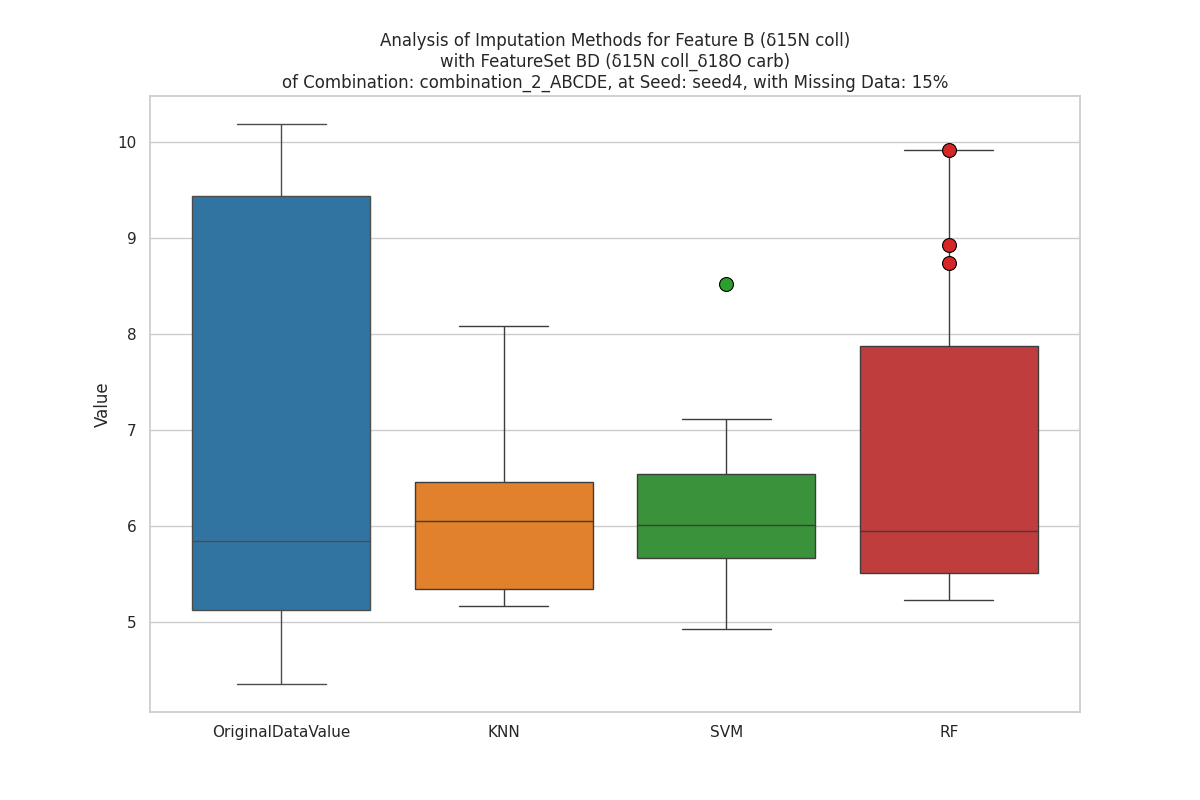 Analysis of Imputation Methods for Feature B (δ15N coll)
with FeatureSet BD (δ15N coll_δ18O carb)
of Combination: combination_2_ABCDE, at Seed: seed4, with Missing Data: 15%
10
9
8
7
6
5
Value
OriginalDataValue KNN SVM RF